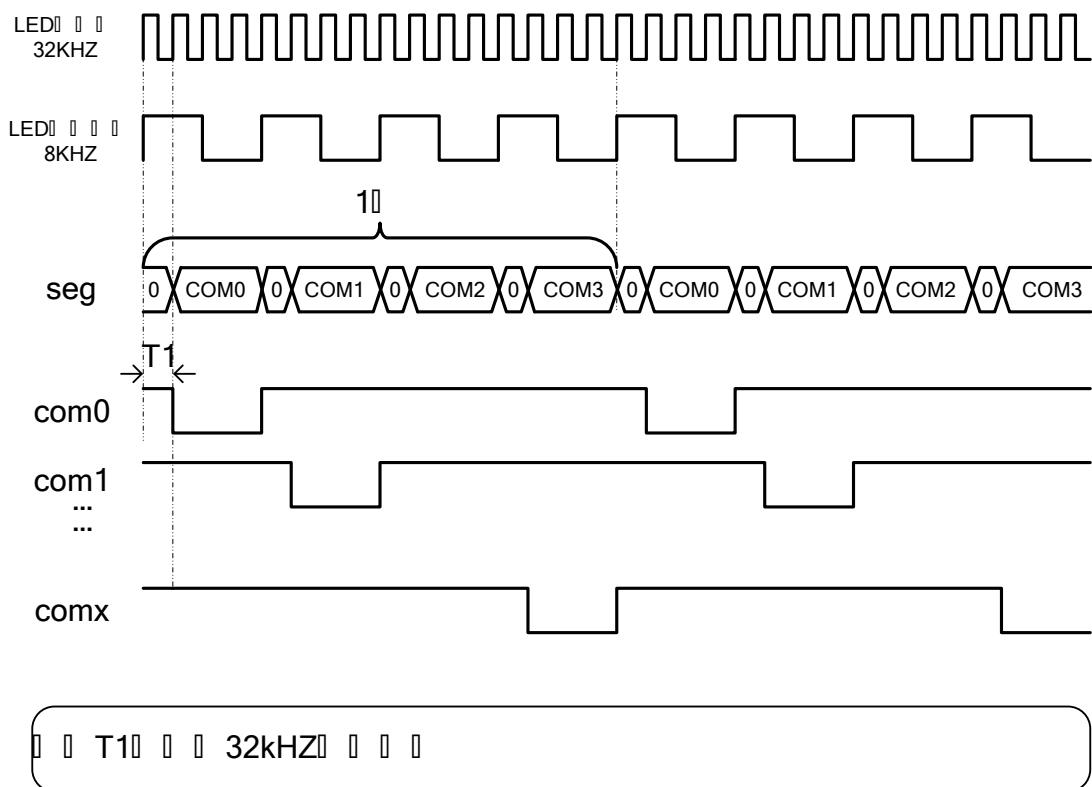 LED
32KHZ
LED
8KHZ
1
seg 0 COM0 0 COM1 0 COM2 0 COM3 0 COM0 0 COM1 0 COM2 0 COM3
T1
com0
com1
...
...
comx
T1 32kHZ